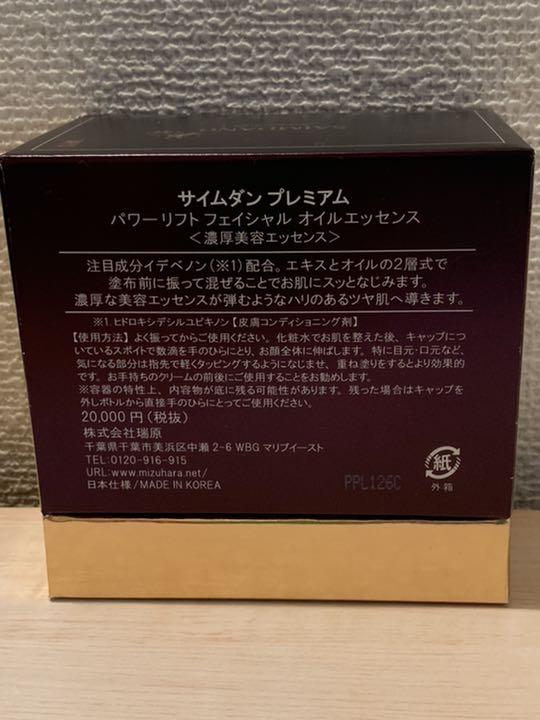 サイムダン プレミアム
パワーリフト フェイシャル オイルエッセンス
＜濃厚美容エッセンス＞
注目成分イデベノン(※1)配合。エキスとオイルの2層式で
塗布前に振って混ぜることでお肌にスッとなじみます。
濃厚な美容エッセンスが弾むようなハリのあるツヤ肌へ導きます。
※1. ヒドロキシデシルユビキノン【皮膚コンディショニング剤】
【使用方法】よく振ってからご使用ください。化粧水でお肌を整えた後、キャップに
ついているスポイトで数滴を手のひらにとり、お顔全体に伸ばします。特に目元・口元など、
気になる部分は指先で軽くタッピングするようになじませ、重ね塗りをするとより効果的
です。お手持ちのクリームの前後にご使用することをお勧めします。
※容器の特性上、内容物が底に残る可能性があります。残った場合はキャップを
外しボトルから直接手のひらにとってご使用ください。
20,000円(税抜)
株式会社瑞原
千葉県千葉市美浜区中瀬 2-6 WBG マリブイースト
TEL:0120-916-915
URL:www.mizuhara.net/
日本仕様/MADE IN KOREA
PPL126C
紙
外箱